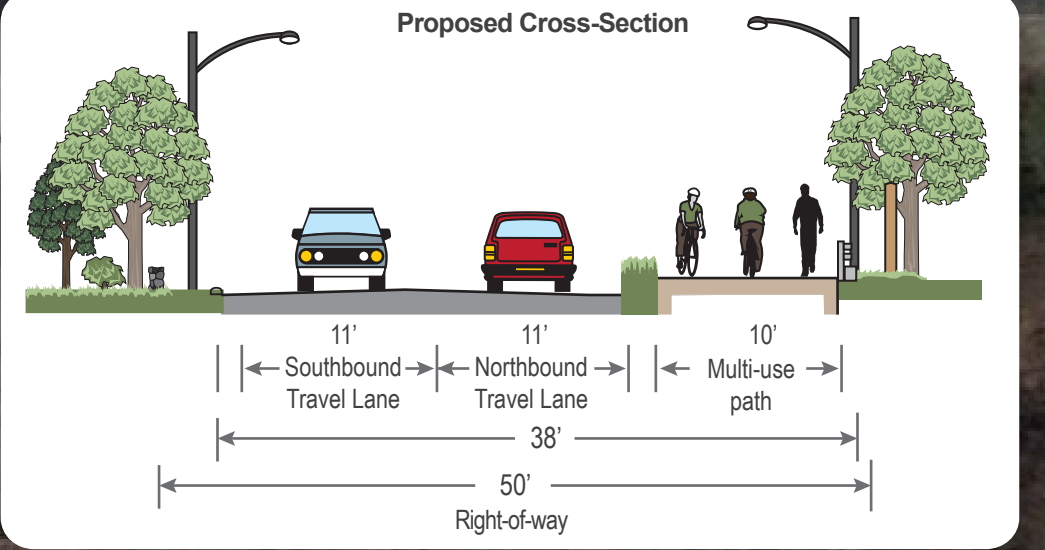 Proposed Cross-Section
11’ 11’ 10’
Southbound Northbound Multi-use
Travel Lane Travel Lane path
38’
50’
Right-of-way